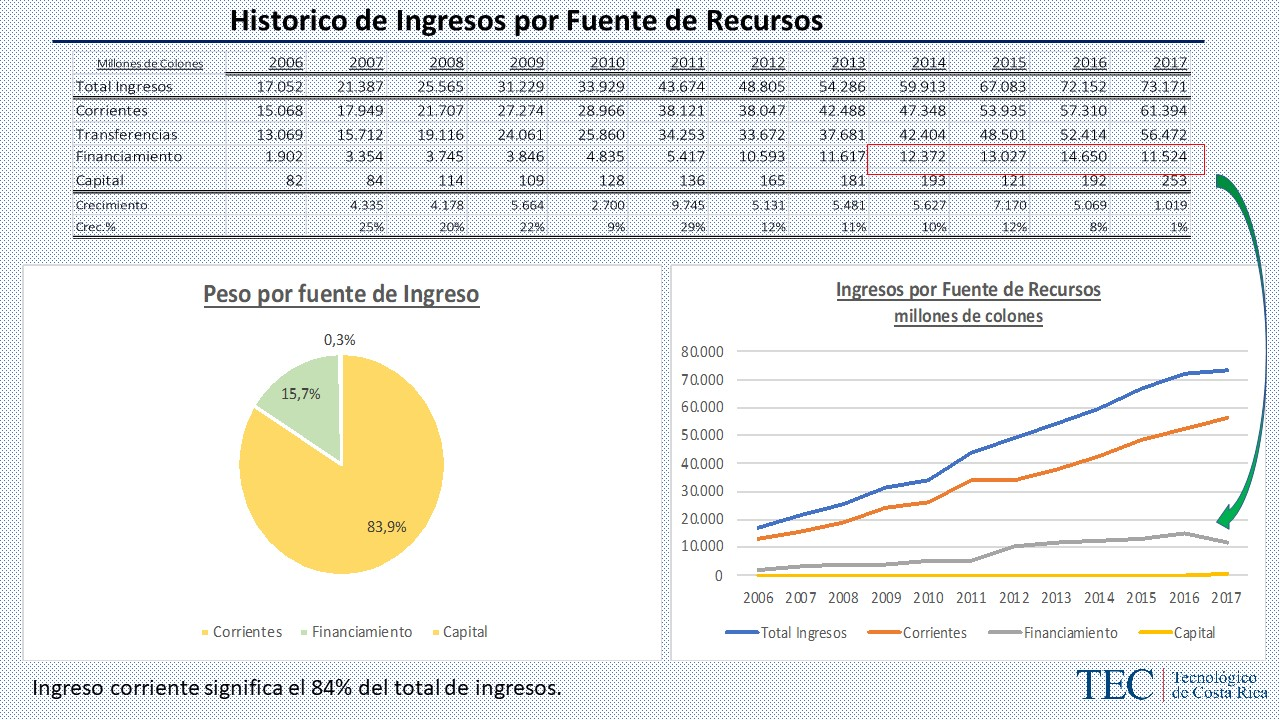 Historico de Ingresos por Fuente de Recursos
Millones de Colones 2006 2007 2008 2009 2010 2011 2012 2013 2014 2015 2016 2017
Total Ingresos 17.052 21.387 25.565 31.229 33.929 43.674 48.805 54.286 59.913 67.083 72.152 73.171
Corrientes 15.068 17.949 21.707 27.274 28.966 38.121 38.047 42.488 47.348 53.935 57.310 61.394
Transferencias 13.069 15.712 19.116 24.061 25.860 34.253 33.672 37.681 42.404 48.501 52.414 56.472
Financiamiento 1.902 3.354 3.745 3.846 4.835 5.417 10.593 11.617 12.372 13.027 14.650 11.524
Capital 82 84 114 109 128 136 165 181 193 121 192 253
Crecimiento 4.335 4.178 5.664 2.700 9.745 5.131 5.481 5.627 7.170 5.069 1.019
Crec.% 25% 20% 22% 9% 29% 12% 11% 10% 12% 8% 1%
Peso por fuente de Ingreso
0,3%
15,7%
83,9%
Corrientes Financiamiento Capital
Ingresos por Fuente de Recursos
millones de colones
80.000
70.000
60.000
50.000
40.000
30.000
20.000
10.000
0
2006 2007 2008 2009 2010 2011 2012 2013 2014 2015 2016 2017
Total Ingresos Corrientes Financiamiento Capital
Ingreso corriente significa el 84% del total de ingresos.
TEC Tecnológico
de Costa Rica